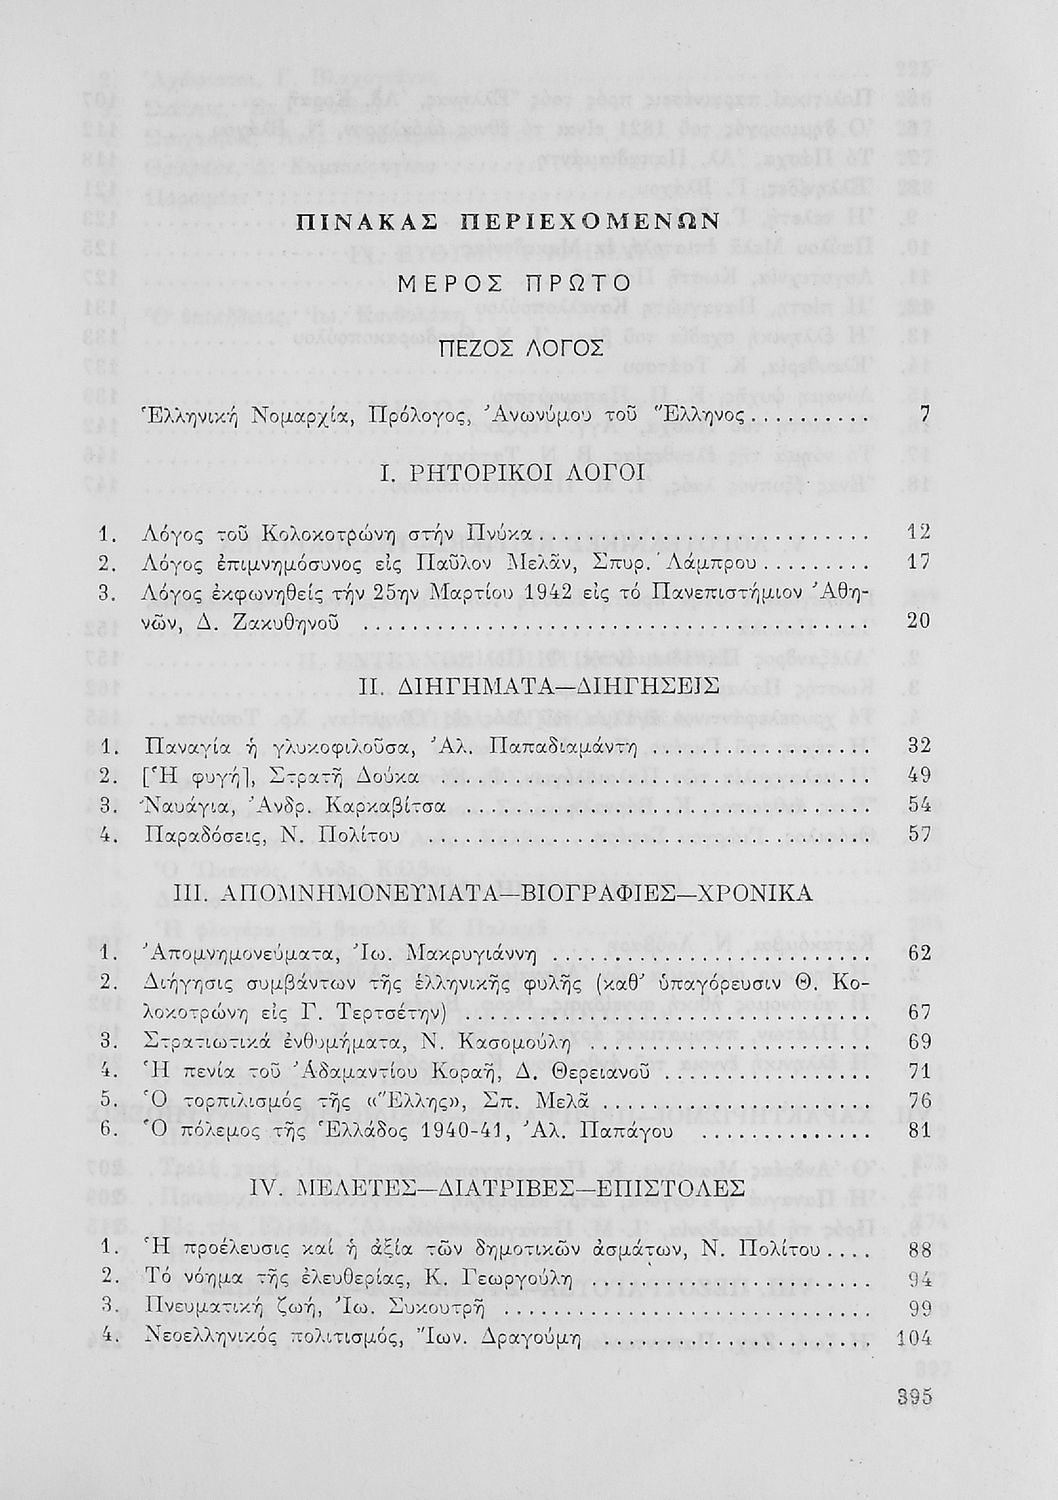 ΠΙΝΑΚΑΣ ΠΕΡΙΕΧΟΜΕΝΩΝ
ΜΕΡΟΣ ΠΡΩΤΟ
ΠΕΖΟΣ ΛΟΓΟΣ
Ἑλληνική Νομαρχία, Πρόλογος, Ἀνωνύμου τοῦ Ἕλληνος .......... 7
I. ΡΗΤΟΡΙΚΟΙ ΛΟΓΟΙ
1. Λόγος τοῦ Κολοκοτρώνη στήν Πνύκα ........................ 12
2. Λόγος ἐπιμνημόσυνος εἰς Παῦλον Μελᾶν, Σπυρ. Λάμπρου ......... 17
3. Λόγος ἐκφωνηθείς τήν 25ην Μαρτίου 1942 εἰς τό Πανεπιστήμιον Ἀθη-
νῶν, Δ. Ζακυθηνοῦ .................................... 20
II. ΔΙΗΓΗΜΑΤΑ—ΔΙΗΓΗΣΕΙΣ
1. Παναγία ἡ γλυκοφιλοῦσα, Ἀλ. Παπαδιαμάντη ................ 32
2. [Ἡ φυγή], Στρατῆ Δούκα .............................. 49
3. Ναυάγια, Ἀνδρ. Καρκαβίτσα ............................ 54
4. Παραδόσεις, Ν. Πολίτου ............................... 57
III. ΑΠΟΜΝΗΜΟΝΕΥΜΑΤΑ—ΒΙΟΓΡΑΦΙΕΣ—ΧΡΟΝΙΚΑ
1. Ἀπομνημονεύματα, Ἰω. Μακρυγιάννη ...................... 62
2. Διήγησις συμβάντων τῆς ἑλληνικῆς φυλῆς (καθ' ὑπαγόρευσιν Θ. Κο-
λοκοτρώνη εἰς Γ. Τερτσέτην) ............................ 67
3. Στρατιωτικά ἐνθυμήματα, Ν. Κασομούλη .................... 69
4. Ἡ πενία τοῦ Ἀδαμαντίου Κοραῆ, Δ. Θερειανοῦ .............. 71
5. Ὁ τορπιλισμός τῆς «Ἕλλης», Σπ. Μελᾶ .................... 76
6. Ὁ πόλεμος τῆς Ἑλλάδος 1940-41, Ἀλ. Παπάγου ............ 81
IV. ΜΕΛΕΤΕΣ—ΔΙΑΤΡΙΒΕΣ—ΕΠΙΣΤΟΛΕΣ
1. Ἡ προέλευσις καί ἡ ἀξία τῶν δημοτικῶν ἀσμάτων, Ν. Πολίτου .... 88
2. Τό νόημα τῆς ἐλευθερίας, Κ. Γεωργούλη ................... 94
3. Πνευματική ζωή, Ἰω. Συκουτρῆ ......................... 99
4. Νεοελληνικός πολιτισμός, Ἴων. Δραγούμη .................. 104
395